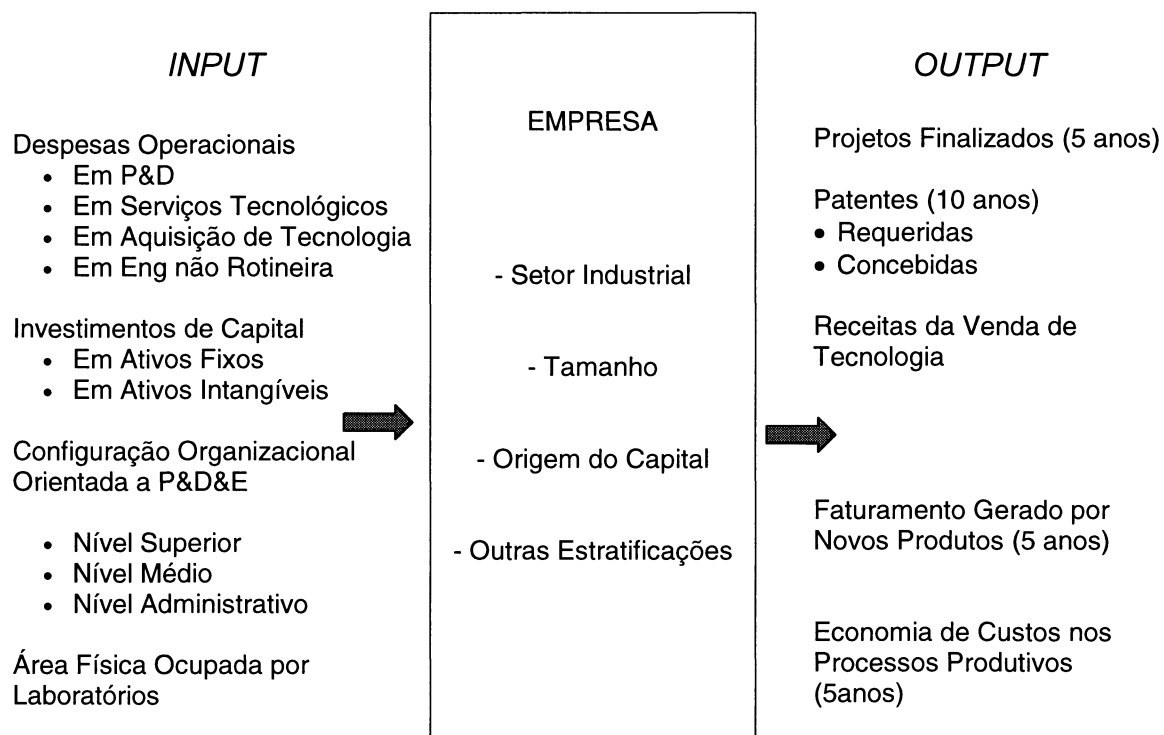 INPUT
Despesas Operacionais
• Em P&D
• Em Serviços Tecnológicos
• Em Aquisição de Tecnologia
• Em Eng não Rotineira
Investimentos de Capital
• Em Ativos Fixos
• Em Ativos Intangíveis
Configuração Organizacional
Orientada a P&D&E
• Nível Superior
• Nível Médio
• Nível Administrativo
Área Física Ocupada por
Laboratórios
EMPRESA
- Setor Industrial
- Tamanho
- Origem do Capital
- Outras Estratificações
OUTPUT
Projetos Finalizados (5 anos)
Patentes (10 anos)
• Requeridas
• Concebidas
Receitas da Venda de
Tecnologia
Faturamento Gerado por
Novos Produtos (5 anos)
Economia de Custos nos
Processos Produtivos
(5anos)